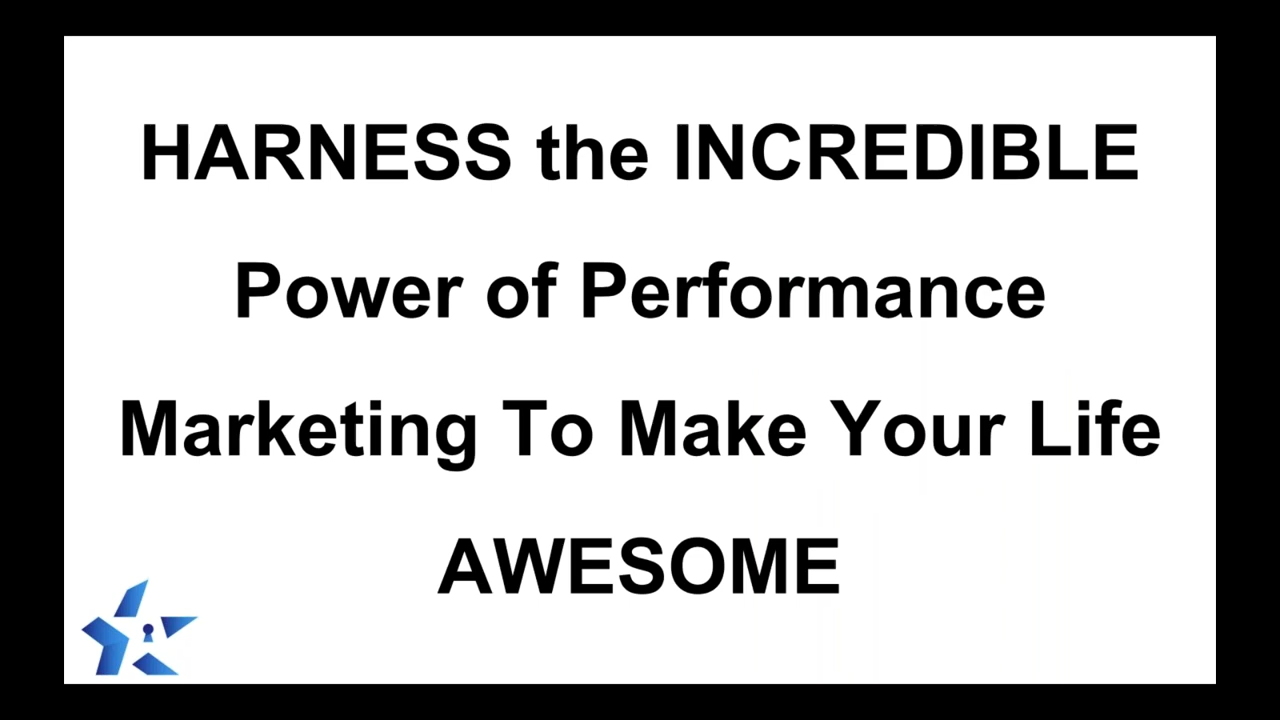 HARNESS the INCREDIBLE
Power of Performance
Marketing To Make Your Life
AWESOME